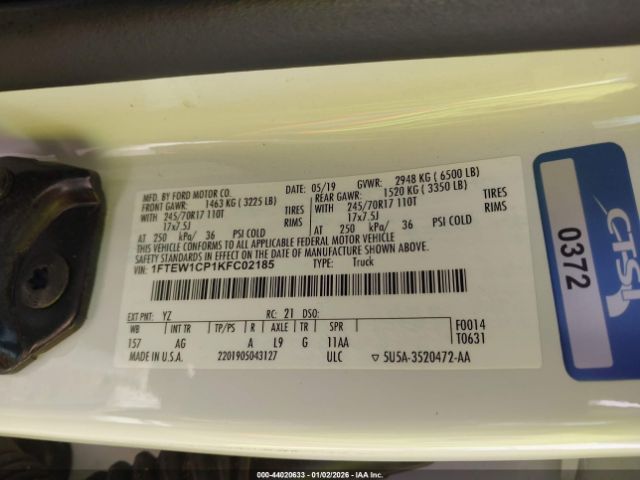 MFD. BY FORD MOTOR CO.
DATE: 05/19 GVWR: 2948 KG ( 6500 LB)
FRONT GAWR: 1463 KG ( 3225 LB) REAR GAWR: 1520 KG ( 3350 LB)
WITH 245/70R17 110T TIRES WITH 245/70R17 110T TIRES
17x7.5J RIMS 17x7.5J RIMS
AT 250 kPa/ 36 PSI COLD AT 250 kPa/ 36 PSI COLD
THIS VEHICLE CONFORMS TO ALL APPLICABLE FEDERAL MOTOR VEHICLE
SAFETY STANDARDS IN EFFECT ON THE DATE OF MANUFACTURE SHOWN ABOVE.
VIN: 1FTEW1CP1KFC02185 TYPE: Truck
EXT PNT: YZ RC: 21 DSO:
WB INT TR TP/PS R AXLE TR SPR
157 AG A L9 G 11AA
F0014
T0631
MADE IN U.S.A. 2201905043127 ULC ▽ 5U5A-3520472-AA
CTSI
0372
000-44020633 - 01/02/2026 - IAA Inc.